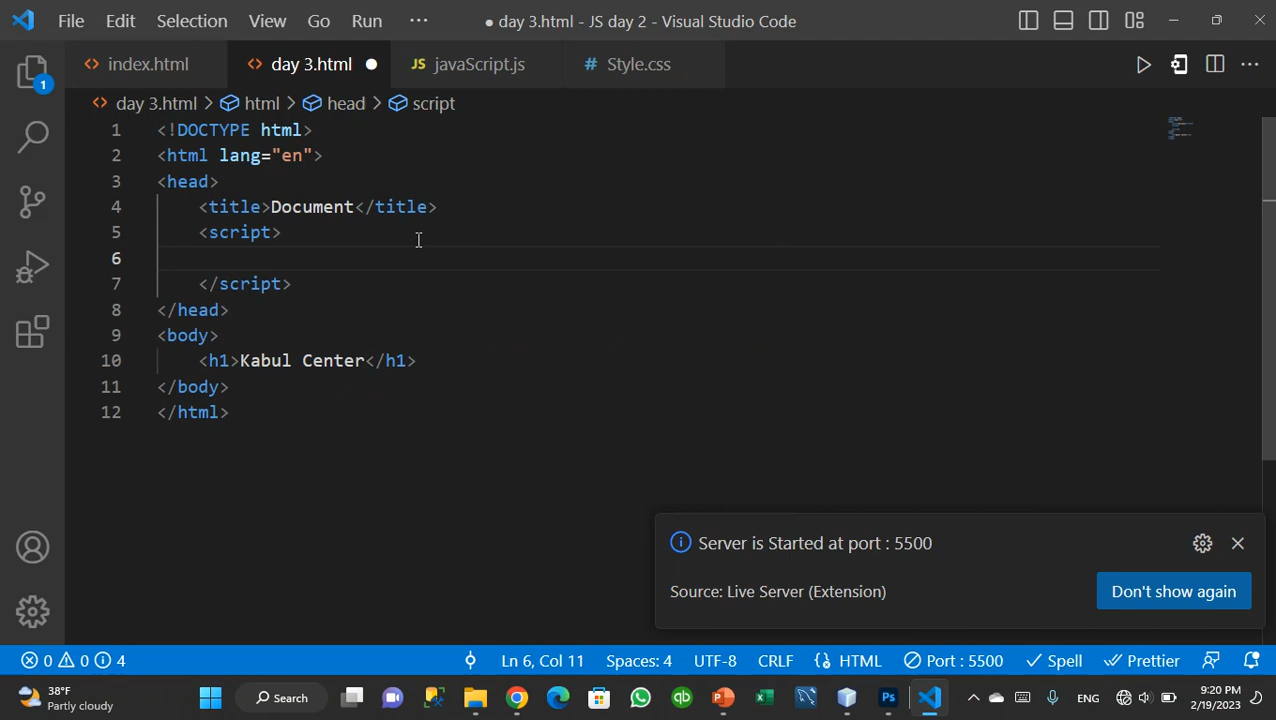 File Edit Selection View Go Run ··· ● day 3.html - JS day 2 - Visual Studio Code
<> index.html <> day 3.html ● JS javaScript.js # Style.css
1
<> day 3.html > html > head > script
1 <!DOCTYPE html>
2 <html lang="en">
3 <head>
4 <title>Document</title>
5 <script>
6
7 </script>
8 </head>
9 <body>
10 <h1>Kabul Center</h1>
11 </body>
12 </html>
Server is Started at port : 5500
Source: Live Server (Extension)
Don't show again
0 0 4 Ln 6, Col 11 Spaces: 4 UTF-8 CRLF {} HTML Port : 5500 Spell Prettier
38°F
Partly cloudy
Search
ENG
9:20 PM
2/19/2023